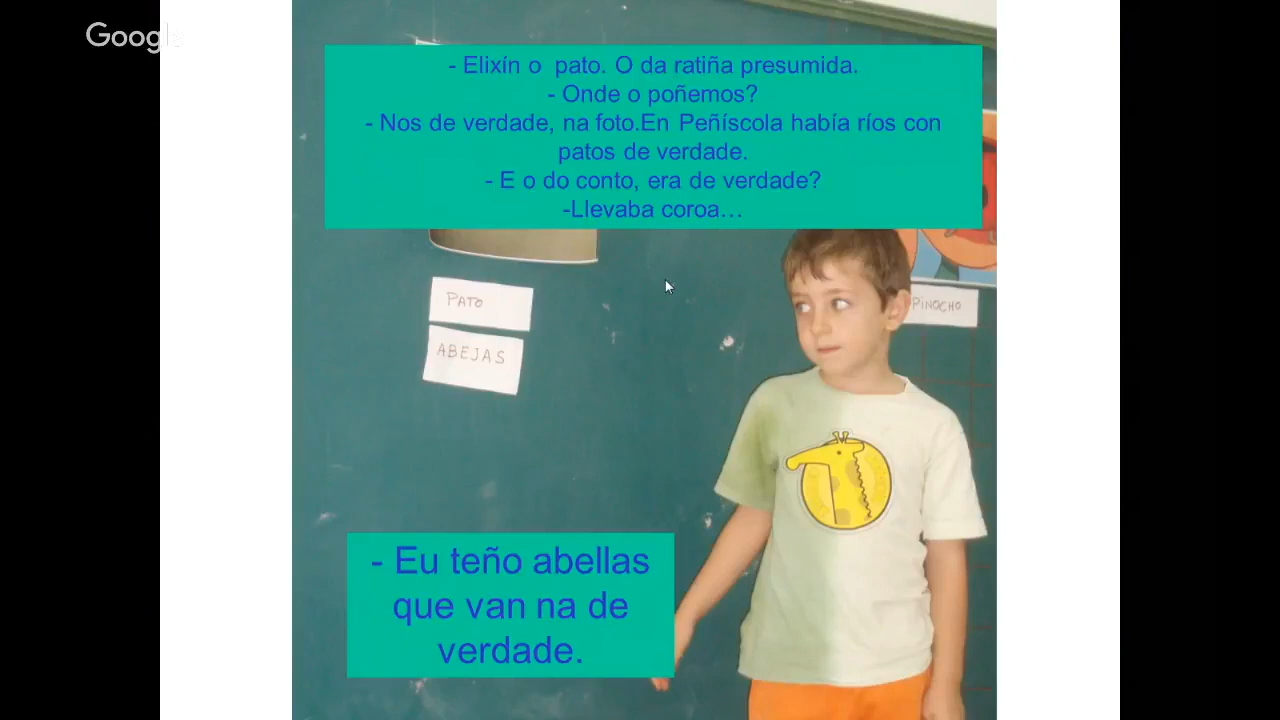 Google
- Elixín o pato. O da ratiña presumida.
- Onde o poñemos?
- Nos de verdade, na foto.En Peñíscola había ríos con
patos de verdade.
- E o do conto, era de verdade?
-Llevaba coroa…
PATO
PINOCHO
ABEJAS
- Eu teño abellas
que van na de
verdade.